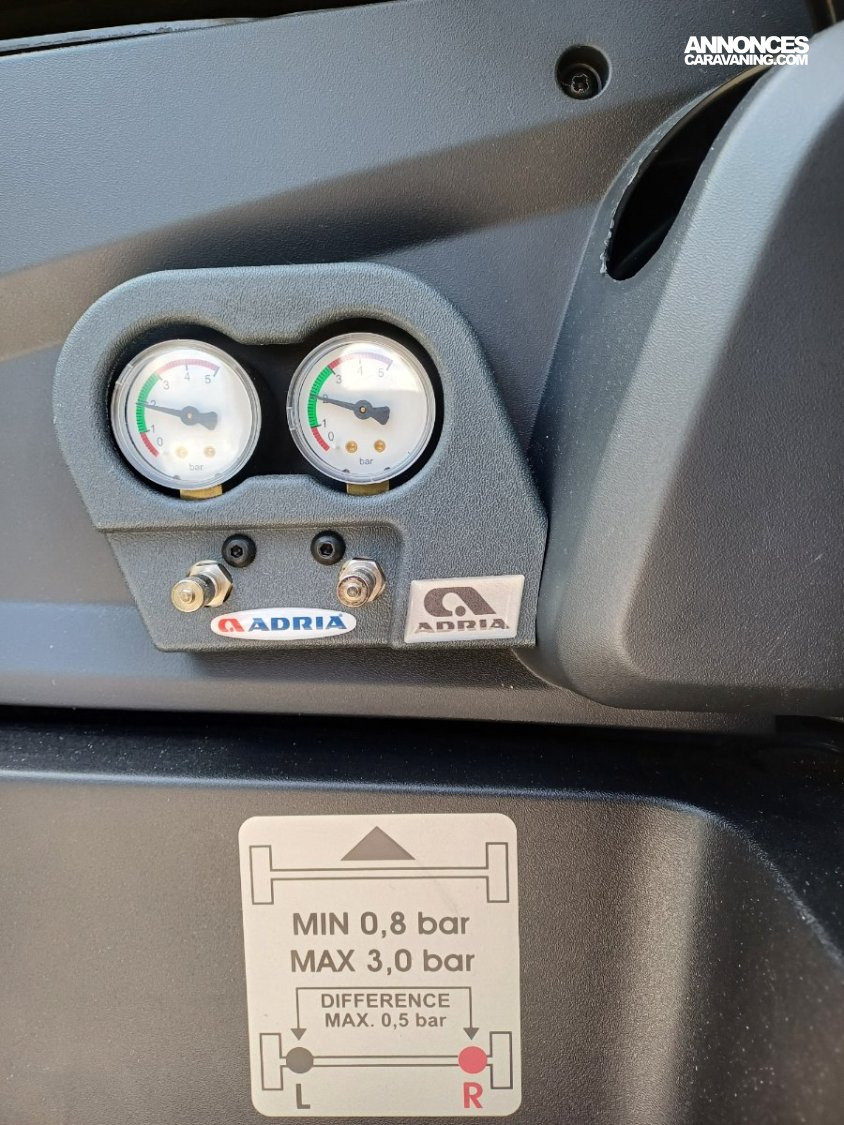 ANNONCES
CARAVANING.COM
0 1 2 3 4 5
bar
0 1 2 3 4 5
bar
ADRIA
ADRIA
MIN 0,8 bar
MAX 3,0 bar
DIFFERENCE
MAX. 0,5 bar
L R